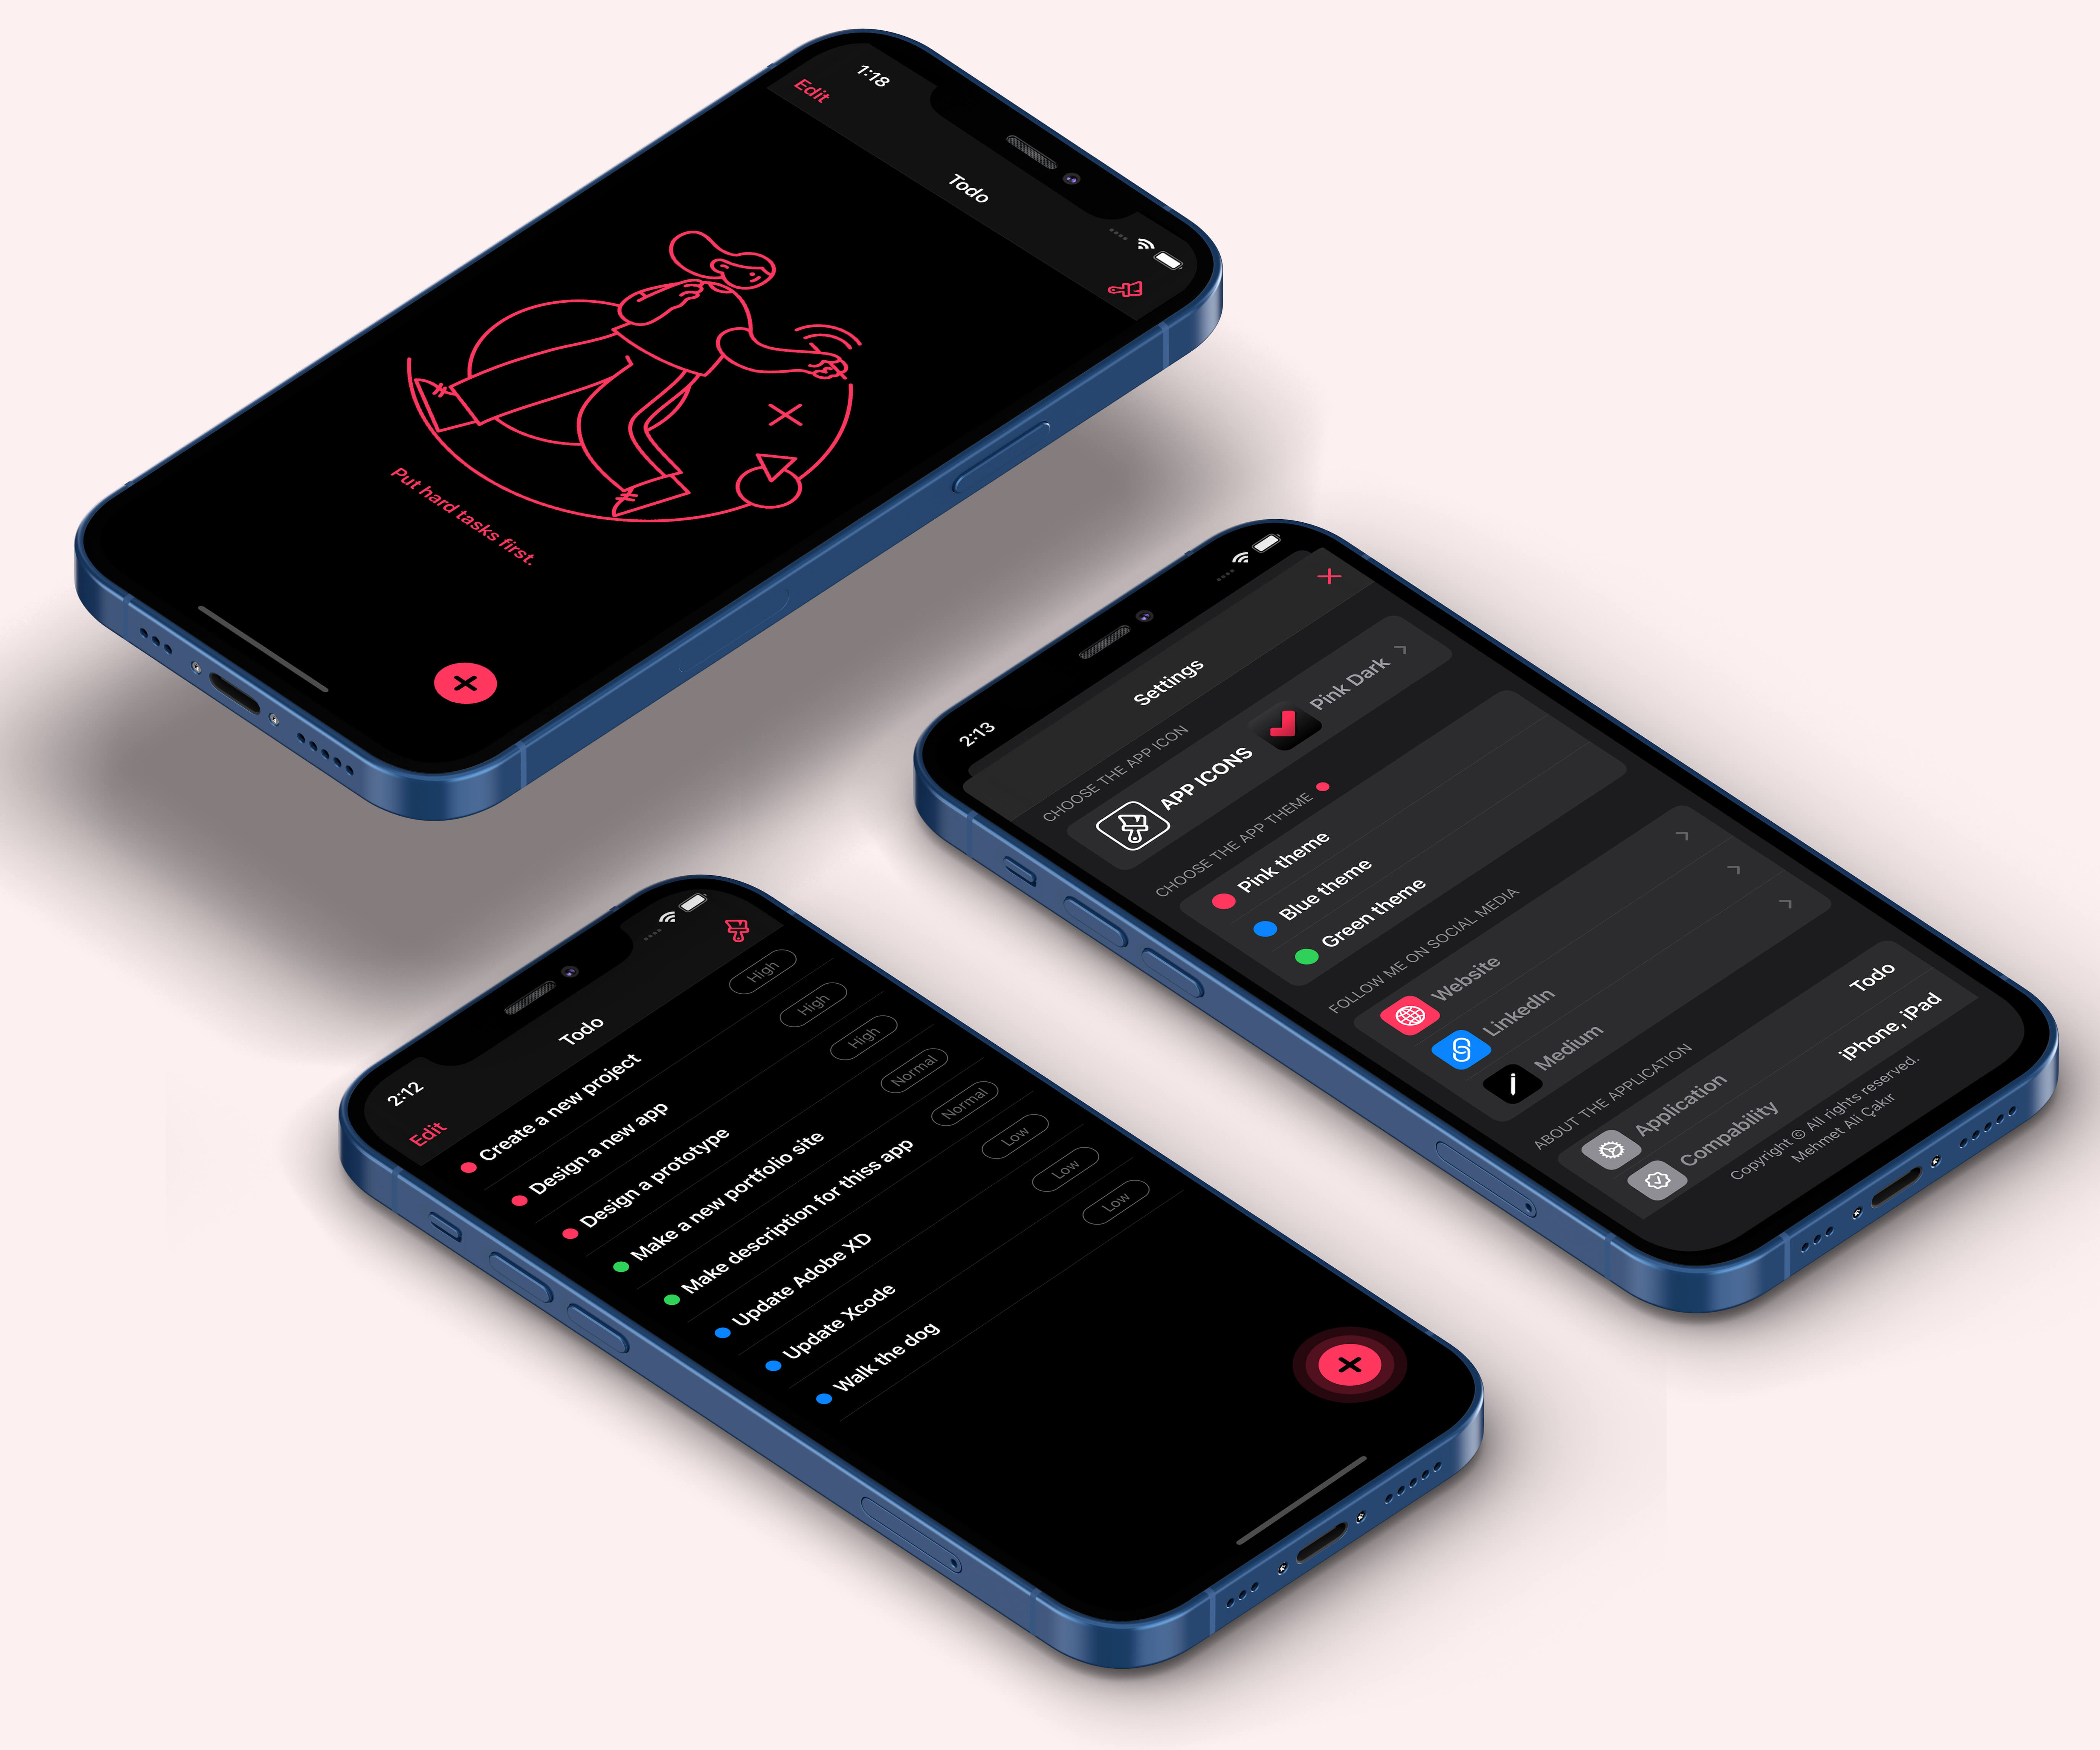 1:18
Edit
Todo
Put hard tasks first.
2:13
Settings
CHOOSE THE APP ICON
APP ICONS
Pink Dark
CHOOSE THE APP THEME
Pink theme
Blue theme
Green theme
FOLLOW ME ON SOCIAL MEDIA
Website
LinkedIn
Medium
ABOUT THE APPLICATION
Application Todo
Compability iPhone, iPad
Copyright © All rights reserved.
Mehmet Ali Çakır
2:12
Edit
Todo
Create a new project High
Design a new app High
Design a prototype High
Make a new portfolio site Normal
Make description for thiss app Normal
Update Adobe XD Low
Update Xcode Low
Walk the dog Low